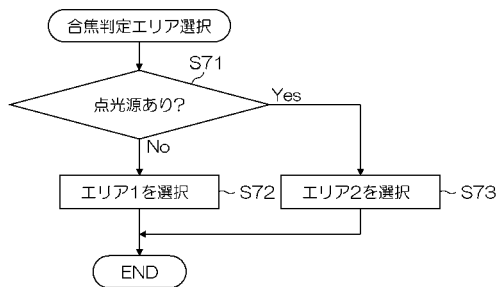 合焦判定エリア選択
S71
点光源あり?
Yes
No
エリア1を選択
S72
エリア2を選択
S73
END